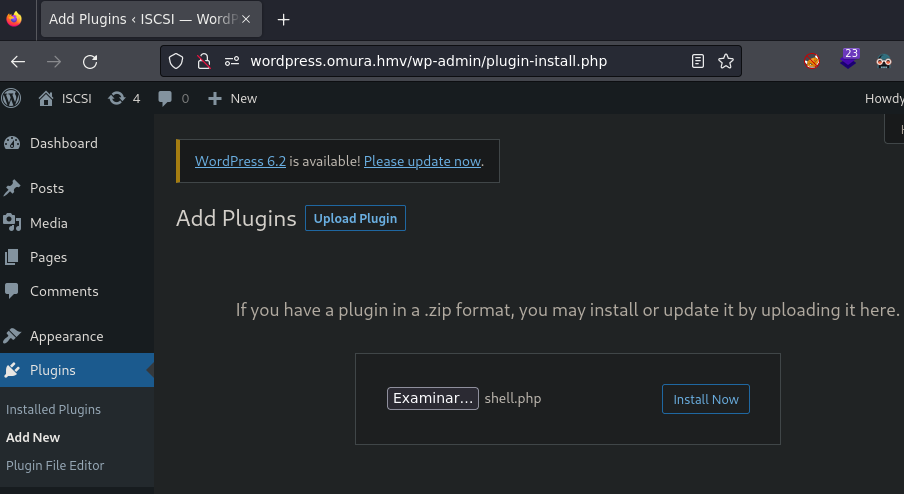 Add Plugins ‹ ISCSI — WordP
wordpress.omura.hmv/wp-admin/plugin-install.php
23
ISCSI
4
0
New
Howdy
Dashboard
Posts
Media
Pages
Comments
Appearance
Plugins
Installed Plugins
Add New
Plugin File Editor
WordPress 6.2 is available! Please update now.
Add Plugins
Upload Plugin
If you have a plugin in a .zip format, you may install or update it by uploading it here.
Examinar... shell.php
Install Now